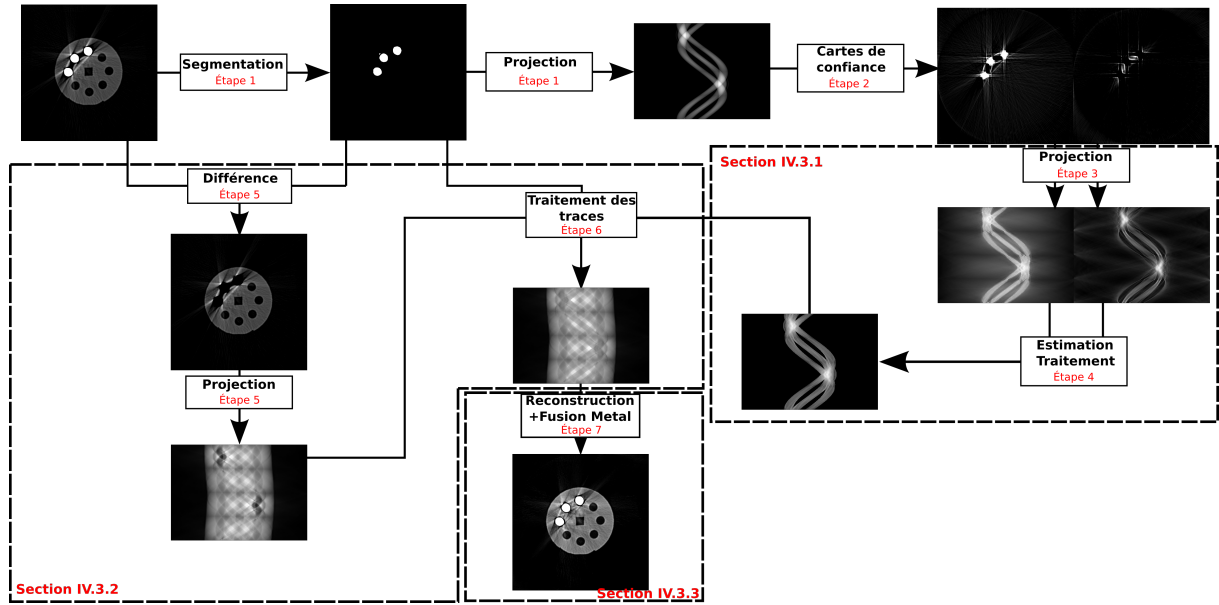 Segmentation
Étape 1
Projection
Étape 1
Cartes de
confiance
Étape 2
Section IV.3.1
Projection
Étape 3
Différence
Étape 5
Traitement des
traces
Étape 6
Estimation
Traitement
Étape 4
Projection
Étape 5
Reconstruction
+Fusion Metal
Étape 7
Section IV.3.2
Section IV.3.3